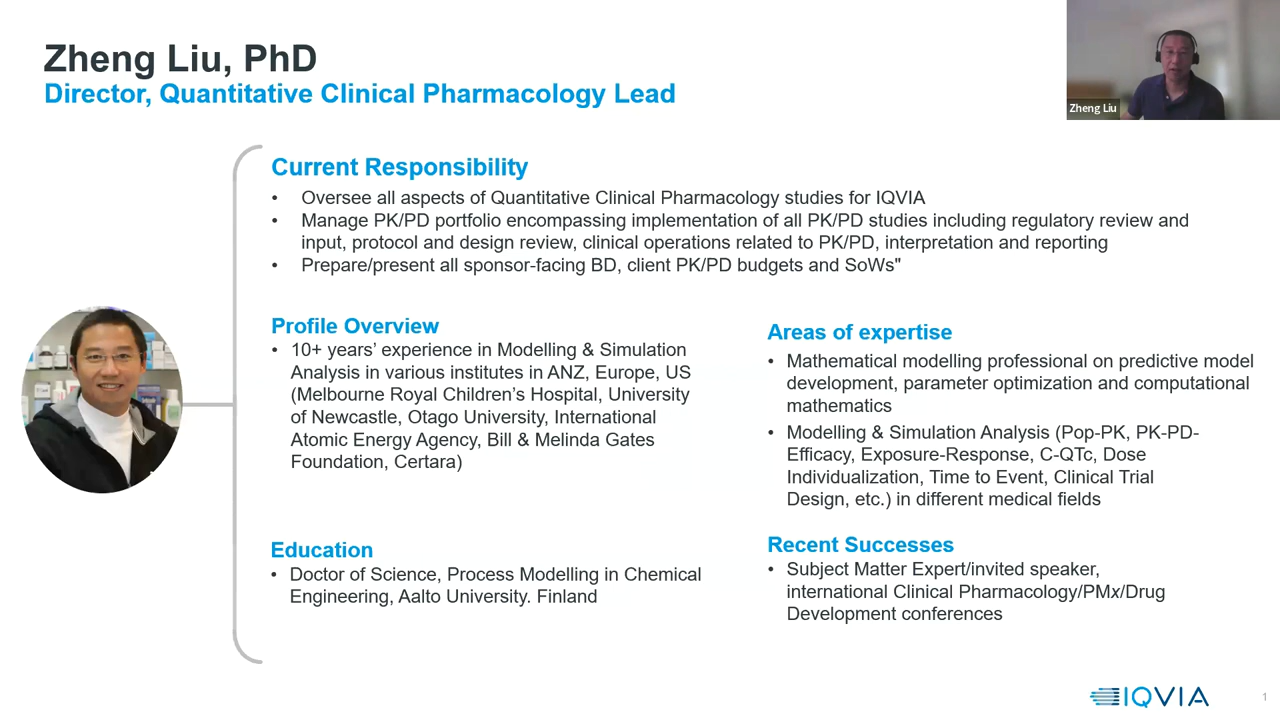 Zheng Liu, PhD
Director, Quantitative Clinical Pharmacology Lead
Zheng Liu
Current Responsibility
• Oversee all aspects of Quantitative Clinical Pharmacology studies for IQVIA
• Manage PK/PD portfolio encompassing implementation of all PK/PD studies including regulatory review and
input, protocol and design review, clinical operations related to PK/PD, interpretation and reporting
• Prepare/present all sponsor-facing BD, client PK/PD budgets and SoWs"
Profile Overview
• 10+ years’ experience in Modelling & Simulation
Analysis in various institutes in ANZ, Europe, US
(Melbourne Royal Children’s Hospital, University
of Newcastle, Otago University, International
Atomic Energy Agency, Bill & Melinda Gates
Foundation, Certara)
Education
• Doctor of Science, Process Modelling in Chemical
Engineering, Aalto University. Finland
Areas of expertise
• Mathematical modelling professional on predictive model
development, parameter optimization and computational
mathematics
• Modelling & Simulation Analysis (Pop-PK, PK-PD-
Efficacy, Exposure-Response, C-QTc, Dose
Individualization, Time to Event, Clinical Trial
Design, etc.) in different medical fields
Recent Successes
• Subject Matter Expert/invited speaker,
international Clinical Pharmacology/PMx/Drug
Development conferences
IQVIA
1